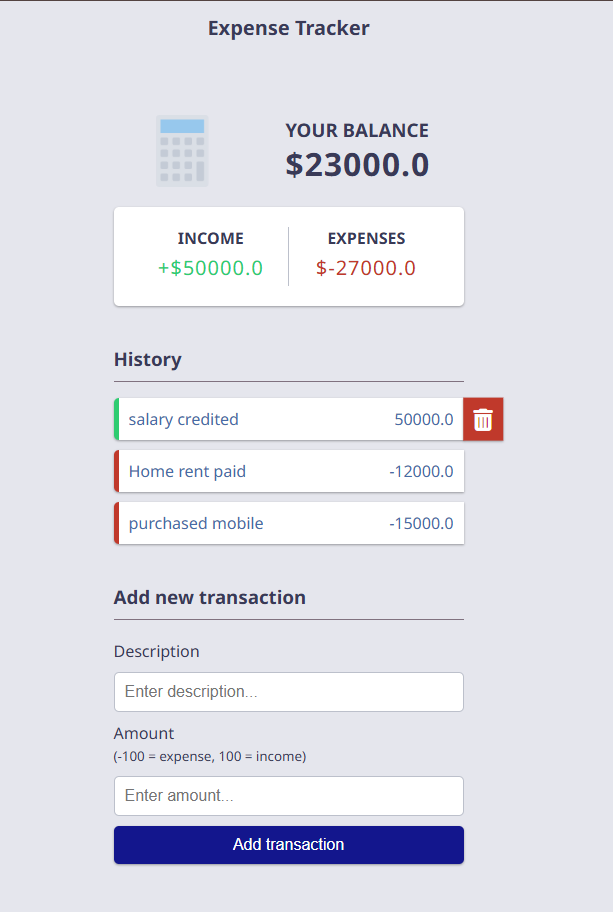 Expense Tracker
YOUR BALANCE
$23000.0
INCOME
+$50000.0
EXPENSES
$-27000.0
History
salary credited 50000.0
Home rent paid -12000.0
purchased mobile -15000.0
Add new transaction
Description
Enter description...
Amount
(-100 = expense, 100 = income)
Enter amount...
Add transaction